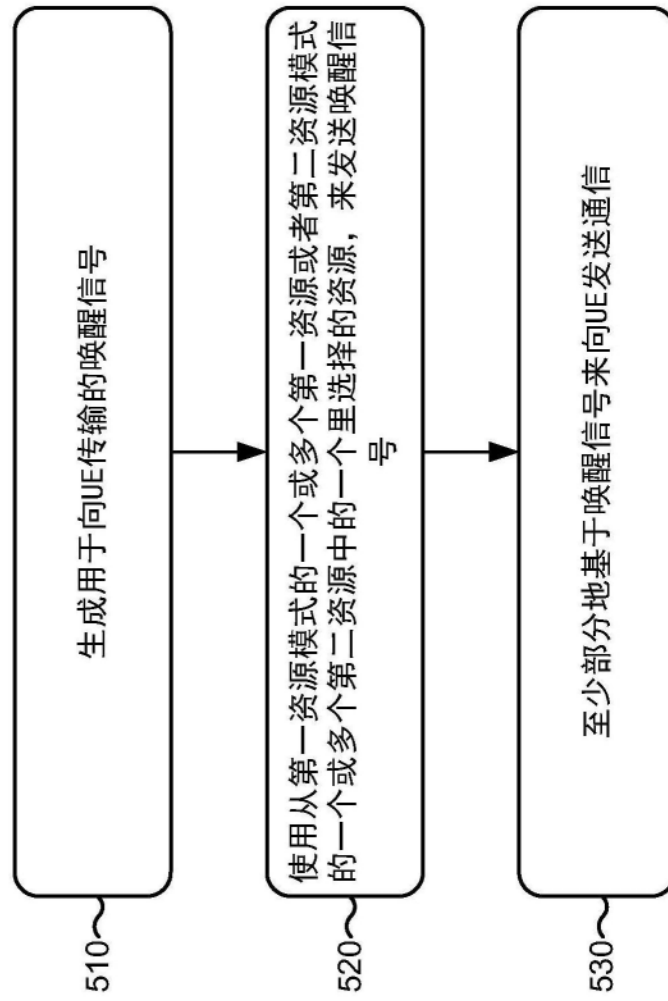 510
生成用于向UE传输的唤醒信号
520
使用从第一资源模式的一个或多个第一资源或者第二资源模式
的一个或多个第二资源中的一个里选择的资源，来发送唤醒信
号
530
至少部分地基于唤醒信号来向UE发送通信